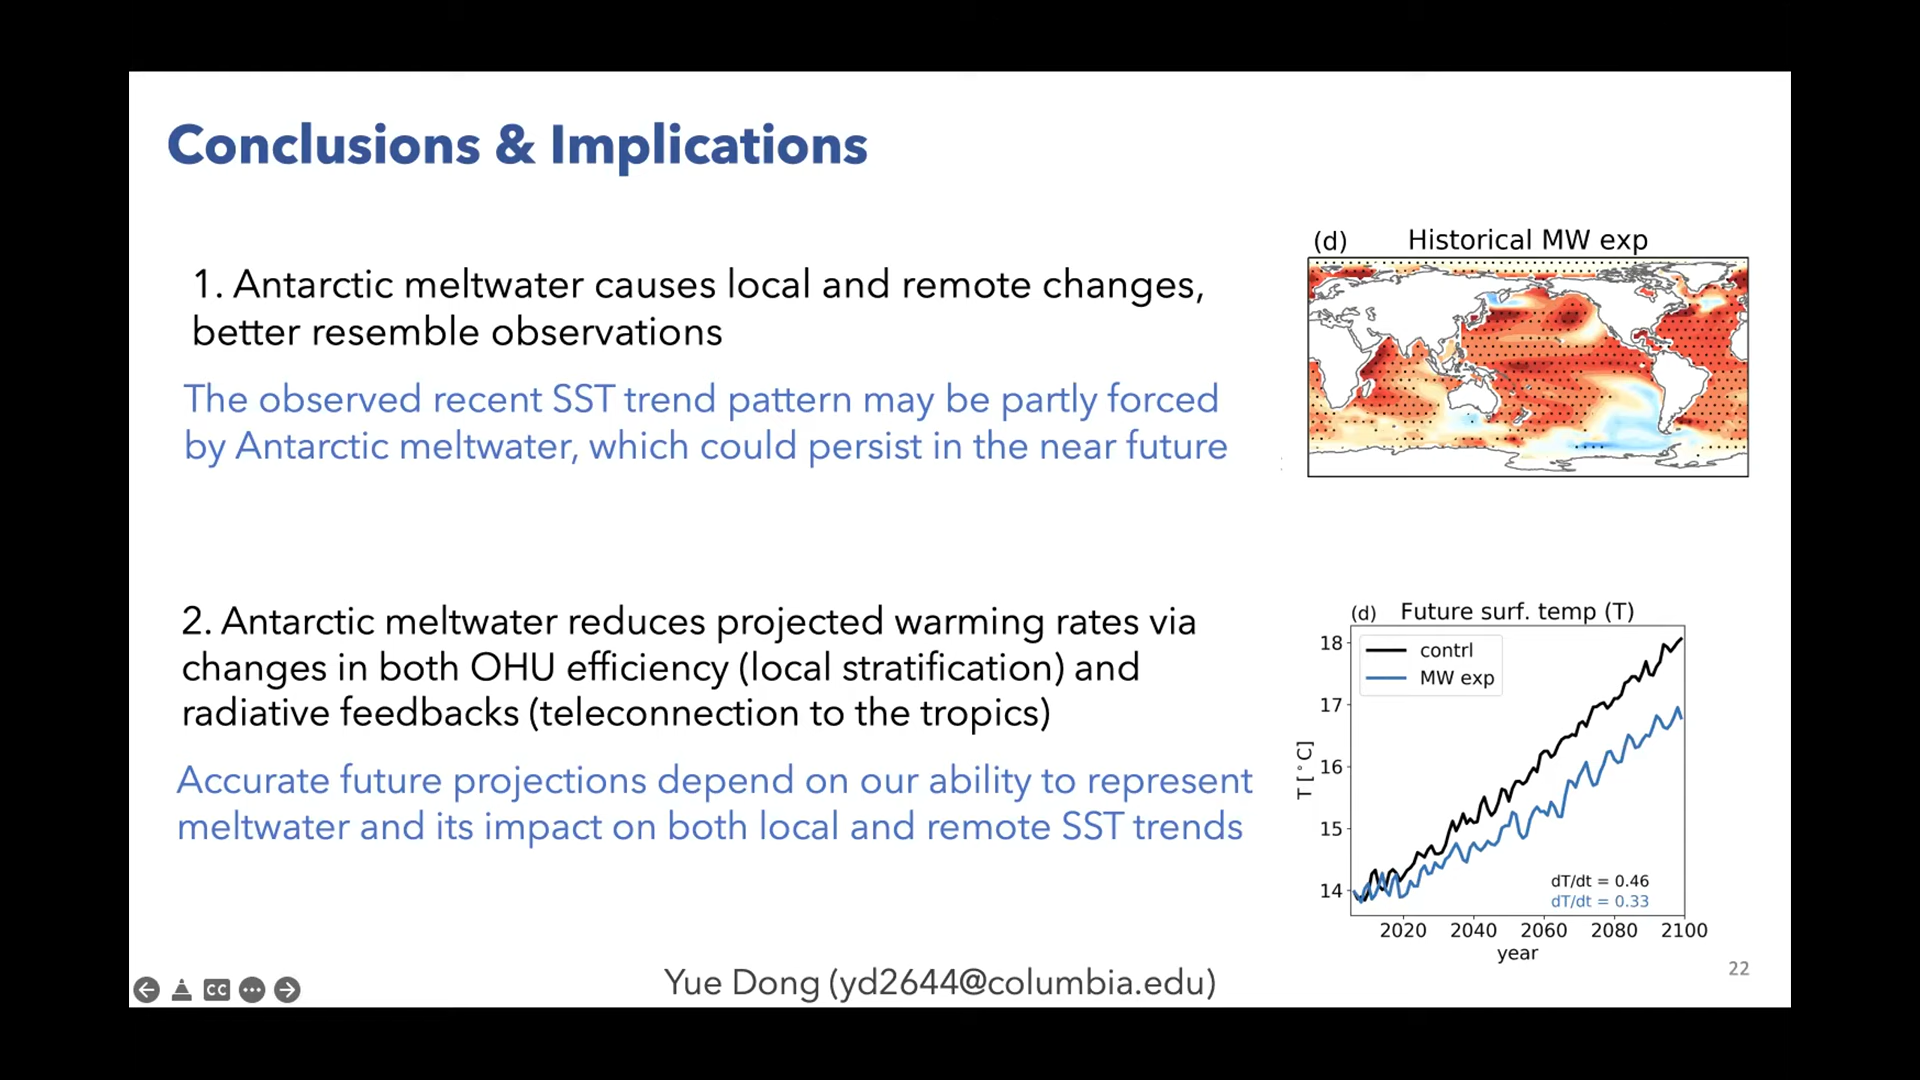 Conclusions & Implications
1. Antarctic meltwater causes local and remote changes,
better resemble observations
The observed recent SST trend pattern may be partly forced
by Antarctic meltwater, which could persist in the near future
(d) Historical MW exp
2. Antarctic meltwater reduces projected warming rates via
changes in both OHU efficiency (local stratification) and
radiative feedbacks (teleconnection to the tropics)
Accurate future projections depend on our ability to represent
meltwater and its impact on both local and remote SST trends
(d) Future surf. temp (T)
contrl
MW exp
T [°C]
18
17
16
15
14
dT/dt = 0.46
dT/dt = 0.33
2020 2040 2060 2080 2100
year
Yue Dong (yd2644@columbia.edu)
22
CC